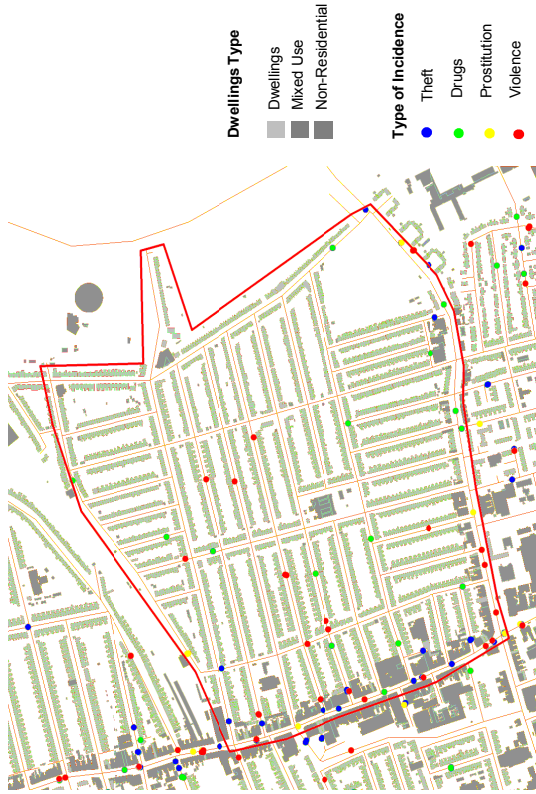 Dwellings Type
Dwellings
Mixed Use
Non-Residential
Type of Incidence
Theft
Drugs
Prostitution
Violence